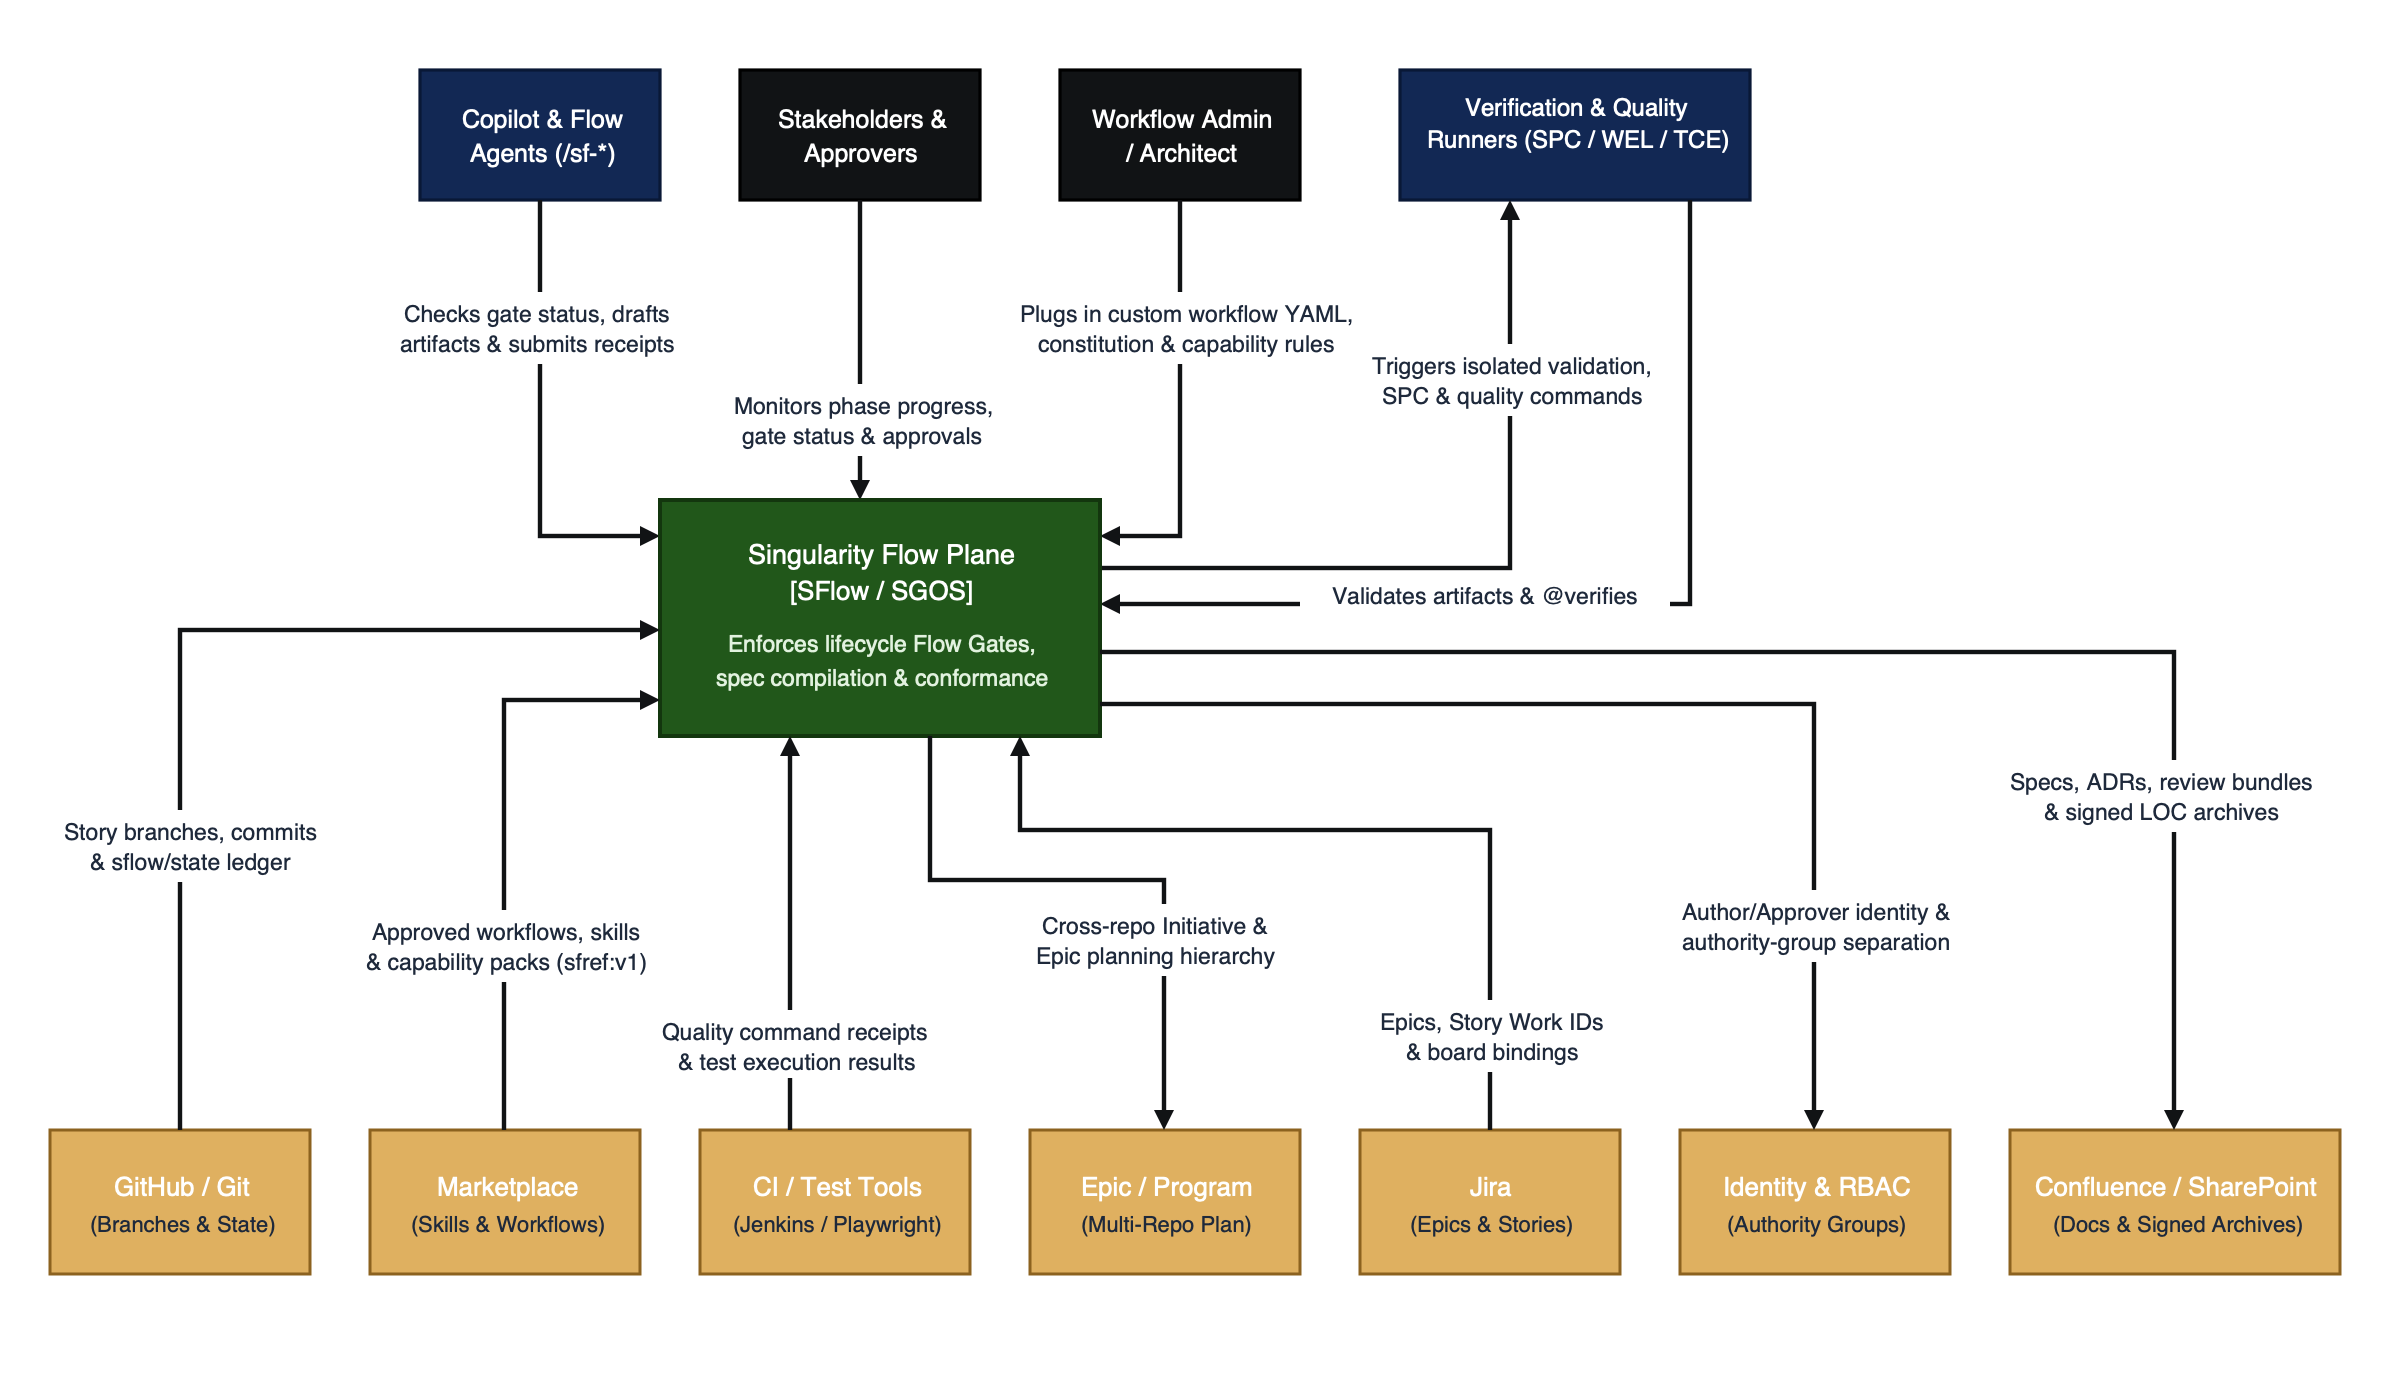 Copilot & Flow
Agents (/sf-*)
Stakeholders &
Approvers
Workflow Admin
/ Architect
Verification & Quality
Runners (SPC / WEL / TCE)
Checks gate status, drafts
artifacts & submits receipts
Monitors phase progress,
gate status & approvals
Plugs in custom workflow YAML,
constitution & capability rules
Triggers isolated validation,
SPC & quality commands
Singularity Flow Plane
[SFlow / SGOS]
Enforces lifecycle Flow Gates,
spec compilation & conformance
Validates artifacts & @verifies
Story branches, commits
& sflow/state ledger
Approved workflows, skills
& capability packs (sfref:v1)
Quality command receipts
& test execution results
Cross-repo Initiative &
Epic planning hierarchy
Epics, Story Work IDs
& board bindings
Author/Approver identity &
authority-group separation
Specs, ADRs, review bundles
& signed LOC archives
GitHub / Git
(Branches & State)
Marketplace
(Skills & Workflows)
CI / Test Tools
(Jenkins / Playwright)
Epic / Program
(Multi-Repo Plan)
Jira
(Epics & Stories)
Identity & RBAC
(Authority Groups)
Confluence / SharePoint
(Docs & Signed Archives)